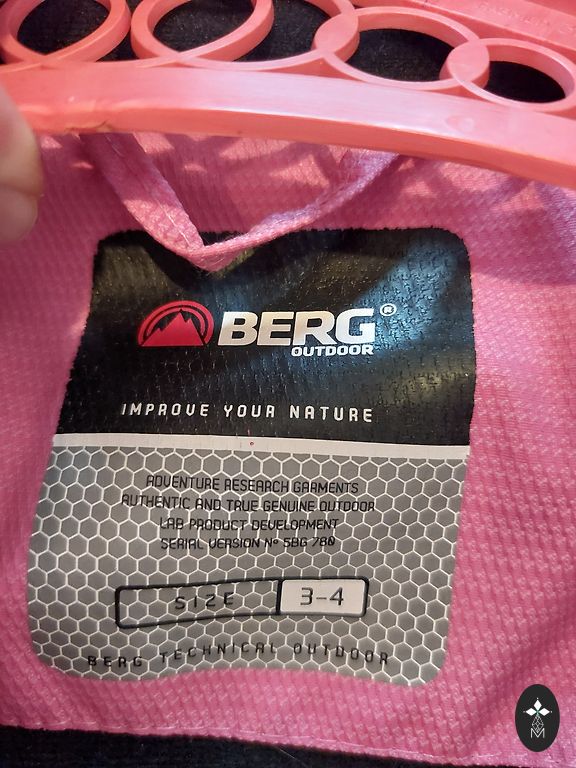 BERG®
OUTDOOR
IMPROVE YOUR NATURE
ADVENTURE RESEARCH GARMENTS
AUTHENTIC AND TRUE GENUINE OUTDOOR
LAB PRODUCT DEVELOPMENT
SERIAL VERSION Nº 5BG 780
SIZE 3-4
BERG TECHNICAL OUTDOOR